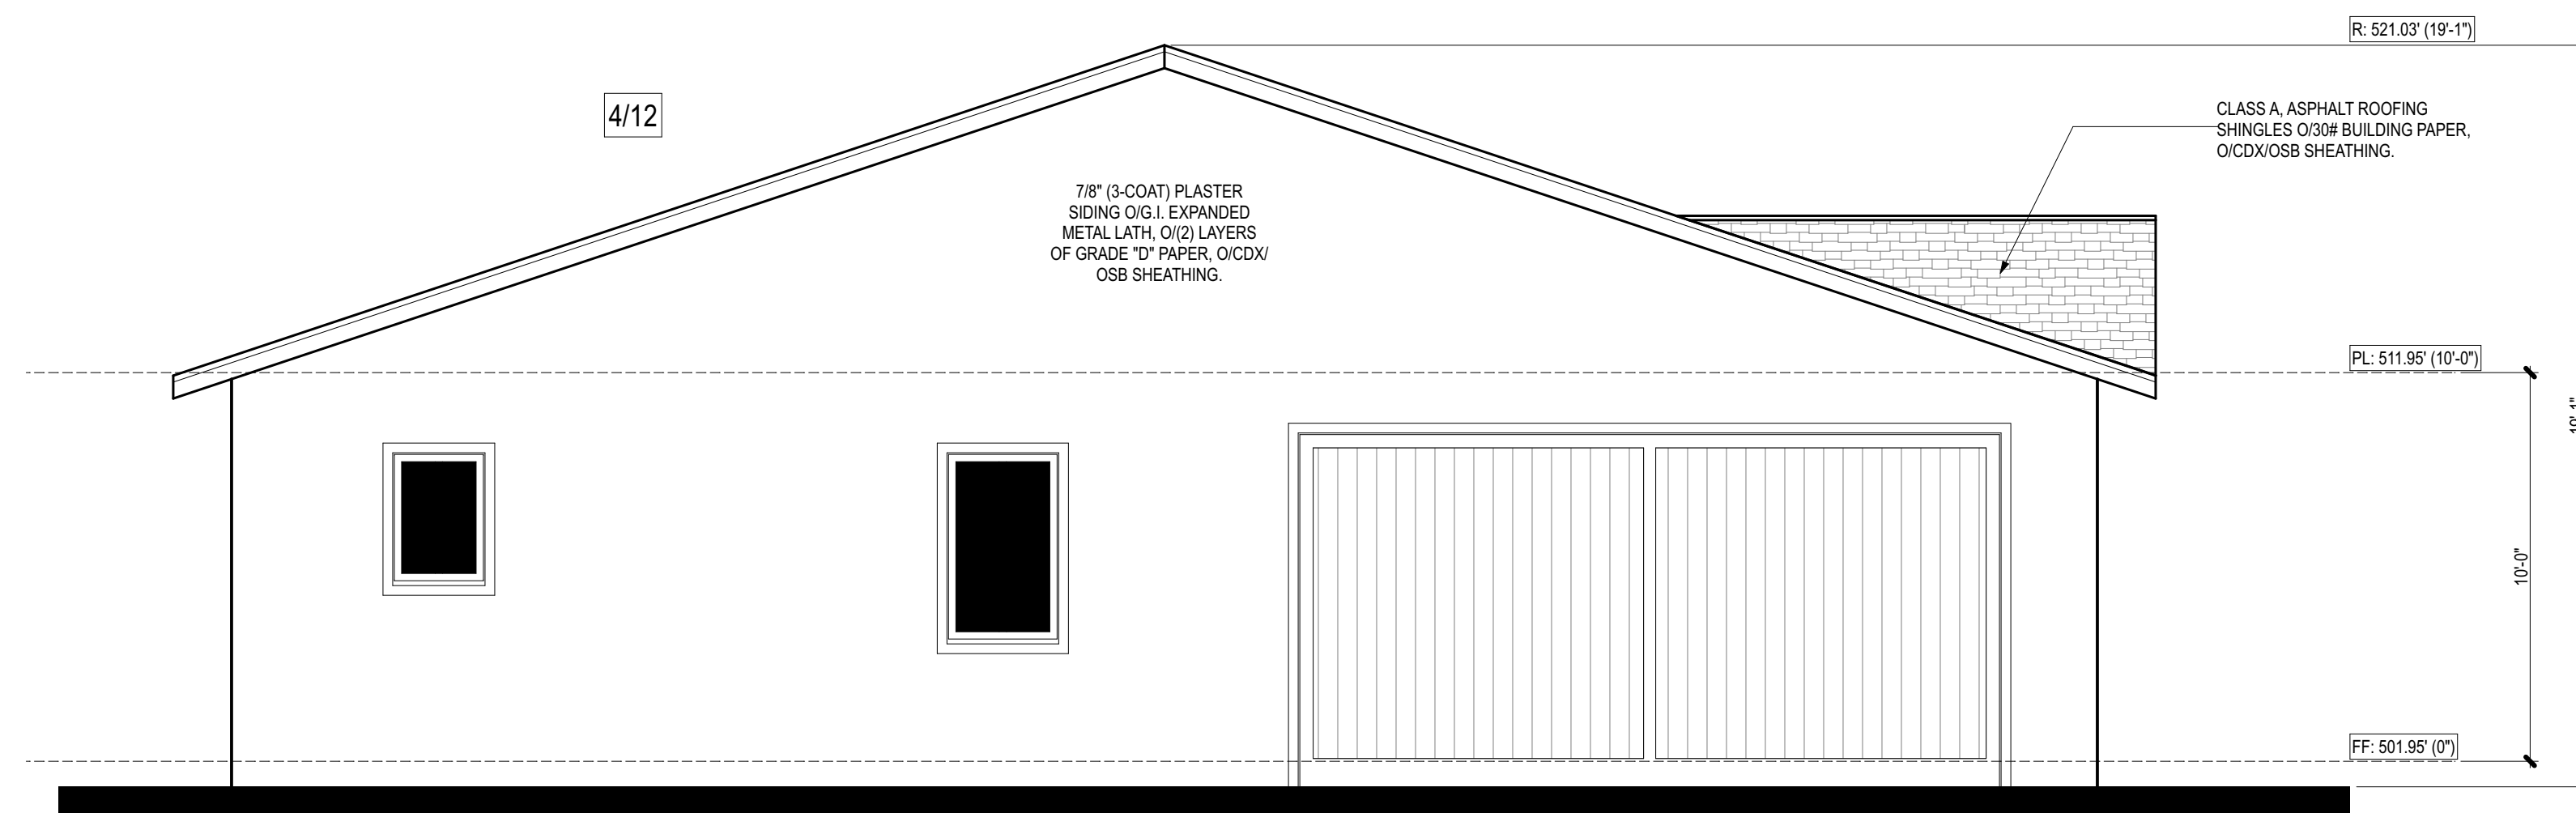 R: 521.03' (19'-1")
4/12
CLASS A, ASPHALT ROOFING
SHINGLES O/30# BUILDING PAPER,
O/CDX/OSB SHEATHING.
7/8" (3-COAT) PLASTER
SIDING O/G.I. EXPANDED
METAL LATH, O/(2) LAYERS
OF GRADE "D" PAPER, O/CDX/
OSB SHEATHING.
PL: 511.95' (10'-0")
10'-0"
FF: 501.95' (0")